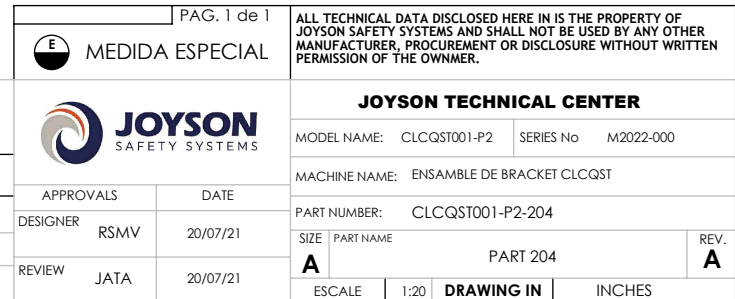 PAG. 1 de 1
E
MEDIDA ESPECIAL
ALL TECHNICAL DATA DISCLOSED HERE IN IS THE PROPERTY OF
JOYSON SAFETY SYSTEMS AND SHALL NOT BE USED BY ANY OTHER
MANUFACTURER, PROCUREMENT OR DISCLOSURE WITHOUT WRITTEN
PERMISSION OF THE OWNMER.
JOYSON
SAFETY SYSTEMS
JOYSON TECHNICAL CENTER
MODEL NAME: CLCQST001-P2 SERIES No M2022-000
MACHINE NAME: ENSAMBLE DE BRACKET CLCQST
APPROVALS DATE
PART NUMBER: CLCQST001-P2-204
DESIGNER RSMV 20/07/21
SIZE A PART NAME PART 204 REV. A
REVIEW JATA 20/07/21
ESCALE 1:20 DRAWING IN INCHES